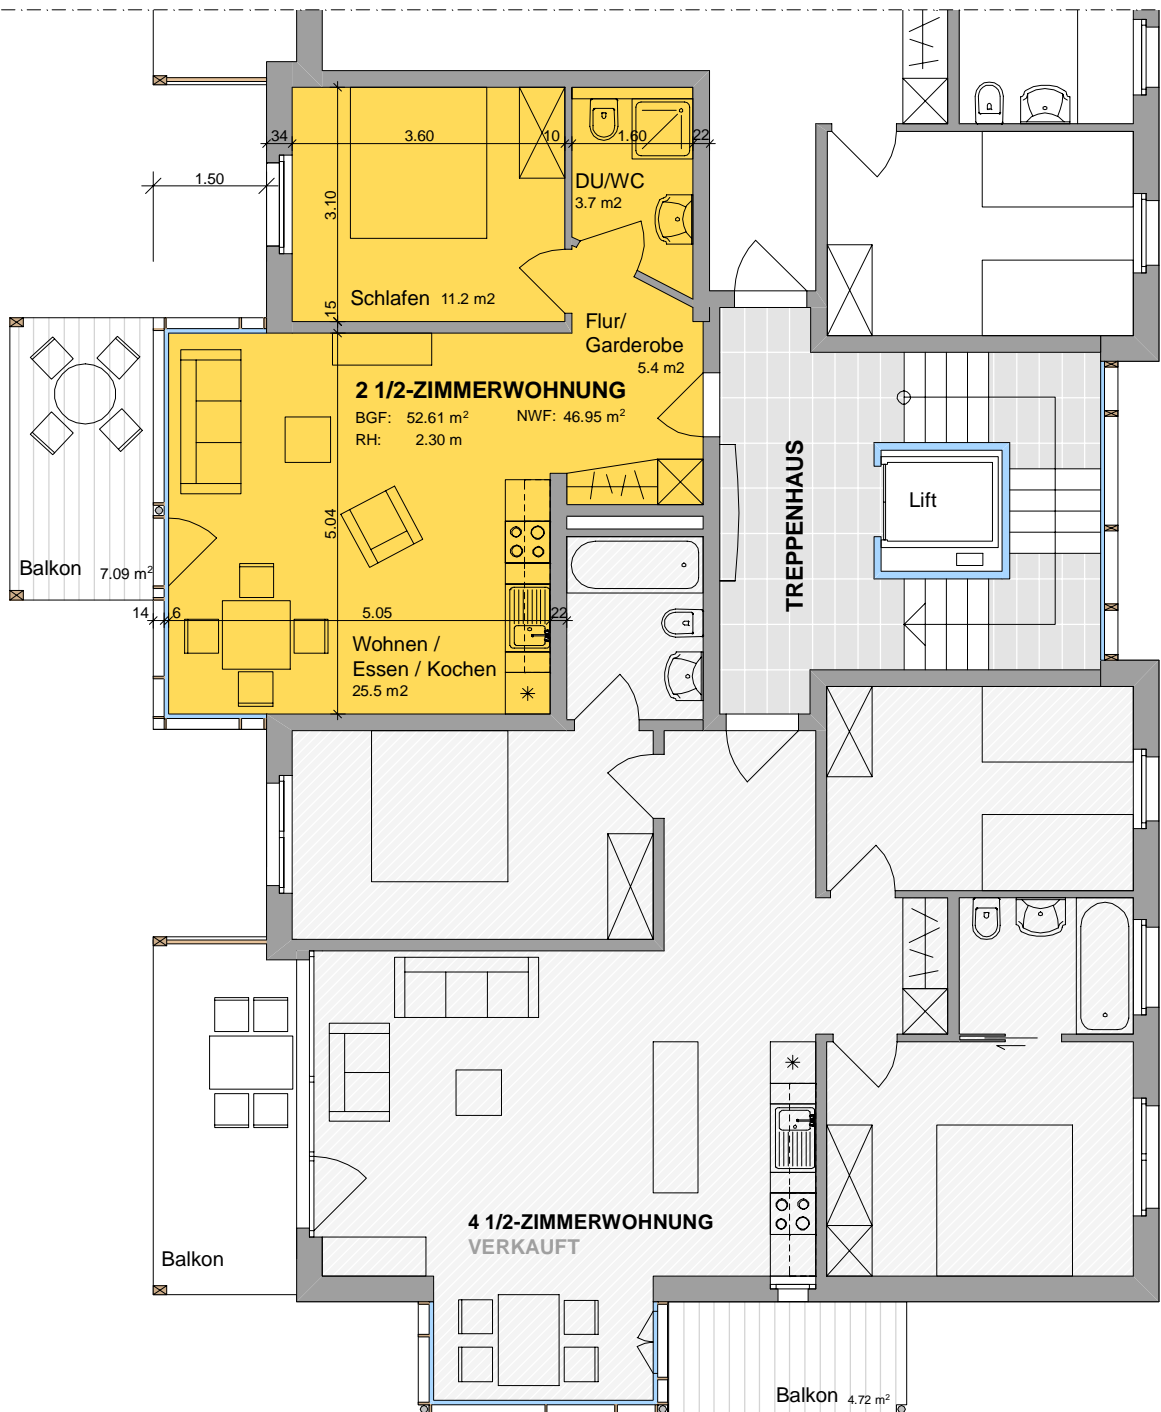 34
3.60
10
1.60
22
1.50
3.10
DU/WC
3.7 m2
Schlafen 11.2 m2
15
Flur/
Garderobe
5.4 m2
2 1/2-ZIMMERWOHNUNG
BGF: 52.61 m² NWF: 46.95 m²
RH: 2.30 m
TREPPENHAUS
Lift
5.04
Balkon 7.09 m²
14
6
5.05
22
Wohnen /
Essen / Kochen
25.5 m2
4 1/2-ZIMMERWOHNUNG
VERKAUFT
Balkon
Balkon 4.72 m²